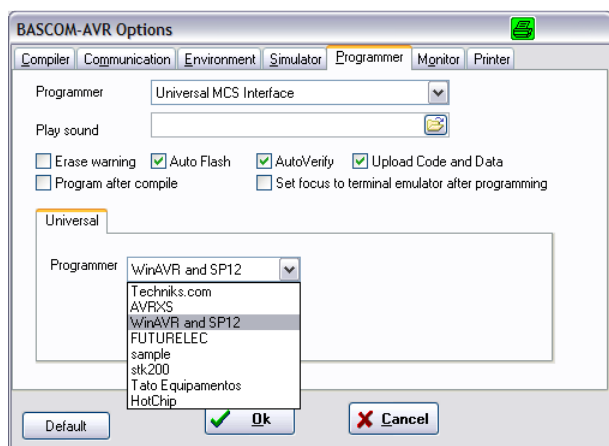 BASCOM-AVR Options
Compiler Communication Environment Simulator Programmer Monitor Printer
Programmer Universal MCS Interface
Play sound
Erase warning Auto Flash AutoVerify Upload Code and Data
Program after compile Set focus to terminal emulator after programming
Universal
Programmer WinAVR and SP12
Techniks.com
AVRXS
WinAVR and SP12
FUTURELEC
sample
stk200
Tato Equipamentos
HotChip
Default Ok Cancel